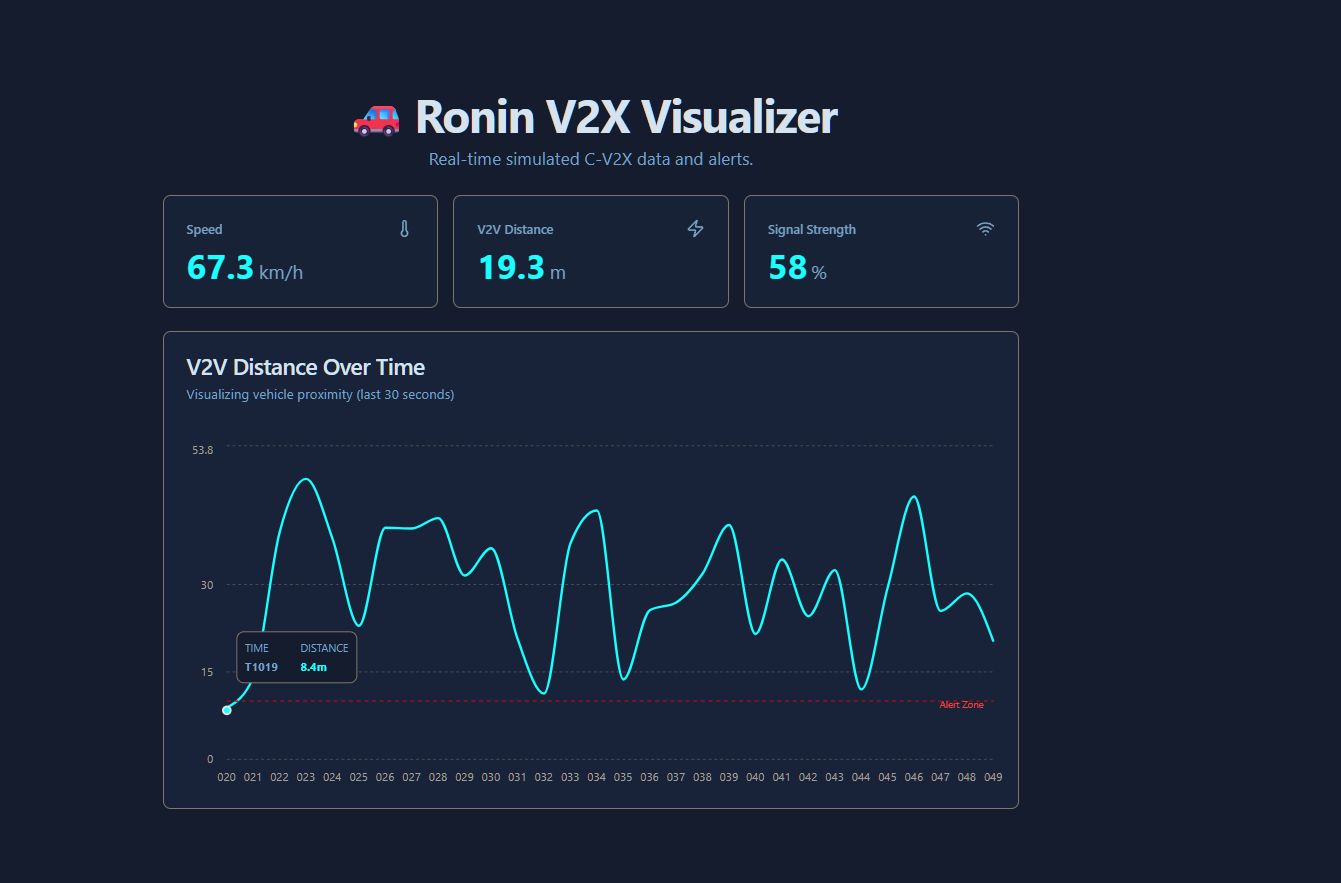 Ronin V2X Visualizer
Real-time simulated C-V2X data and alerts.
Speed
67.3 km/h
V2V Distance
19.3 m
Signal Strength
58 %
V2V Distance Over Time
Visualizing vehicle proximity (last 30 seconds)
53.8
30
TIME DISTANCE
T1019 8.4m
15
Alert Zone
0
020 021 022 023 024 025 026 027 028 029 030 031 032 033 034 035 036 037 038 039 040 041 042 043 044 045 046 047 048 049